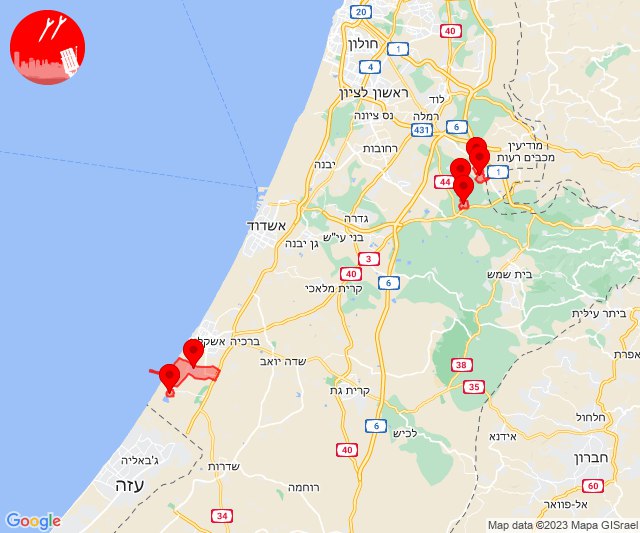 20
40
חולון
1
4
ראשון לציון
לוד
רמלה
נס ציונה
431
6
מודיעין
מכבים רעות
רחובות
1
44
יבנה
גדרה
אשדוד
בני עי"ש
גן יבנה
3
40
6
בית שמש
קרית מלאכי
ביתר עילית
ברכיה
אשקל
אפרת
שדה יואב
38
35
קרית גת
חלחול
6
לכיש
אידנא
ג'באליה
40
חברון
שדרות
עזה
רוחמה
60
אל-פוואר
34
Google
Map data ©2023 Mapa GISrael